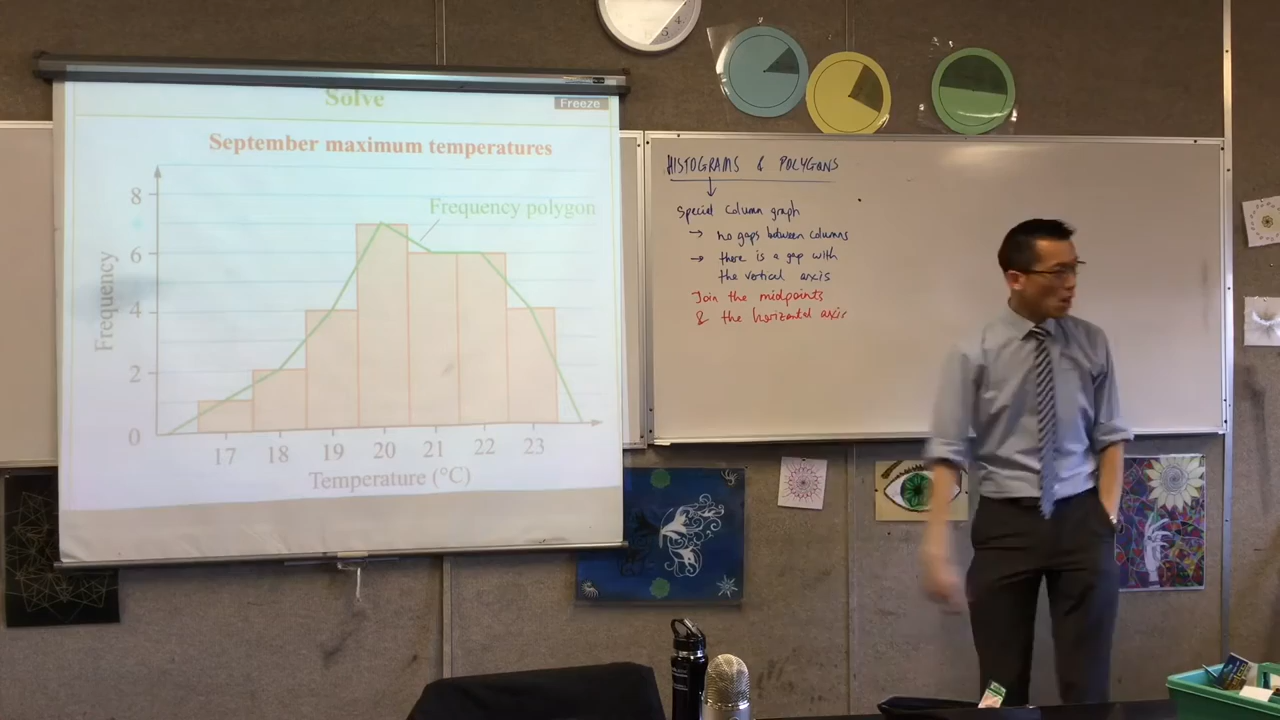 Solve
Freeze
September maximum temperatures
Frequency polygon
8
6
4
2
0
Frequency
17 18 19 20 21 22 23
Temperature (°C)
HISTOGRAMS & POLYGONS
Special column graph
→ no gaps between columns
→ there is a gap with
the vertical axis
Join the midpoints
& the horizontal axis